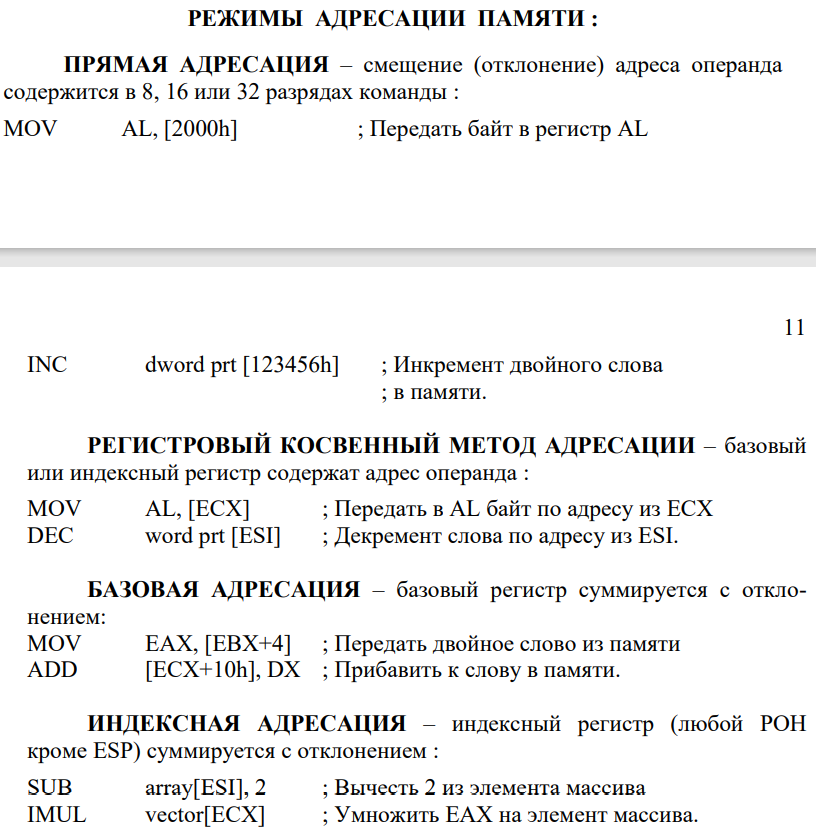 РЕЖИМЫ АДРЕСАЦИИ ПАМЯТИ :
ПРЯМАЯ АДРЕСАЦИЯ – смещение (отклонение) адреса операнда
содержится в 8, 16 или 32 разрядах команды :
MOV AL, [2000h] ; Передать байт в регистр AL
11
INC dword prt [123456h] ; Инкремент двойного слова
; в памяти.
РЕГИСТРОВЫЙ КОСВЕННЫЙ МЕТОД АДРЕСАЦИИ – базовый
или индексный регистр содержат адрес операнда :
MOV AL, [ECX] ; Передать в AL байт по адресу из ECX
DEC word prt [ESI] ; Декремент слова по адресу из ESI.
БАЗОВАЯ АДРЕСАЦИЯ – базовый регистр суммируется с откло-
нением:
MOV EAX, [EBX+4] ; Передать двойное слово из памяти
ADD [ECX+10h], DX ; Прибавить к слову в памяти.
ИНДЕКСНАЯ АДРЕСАЦИЯ – индексный регистр (любой РОН
кроме ESP) суммируется с отклонением :
SUB array[ESI], 2 ; Вычесть 2 из элемента массива
IMUL vector[ECX] ; Умножить EAX на элемент массива.